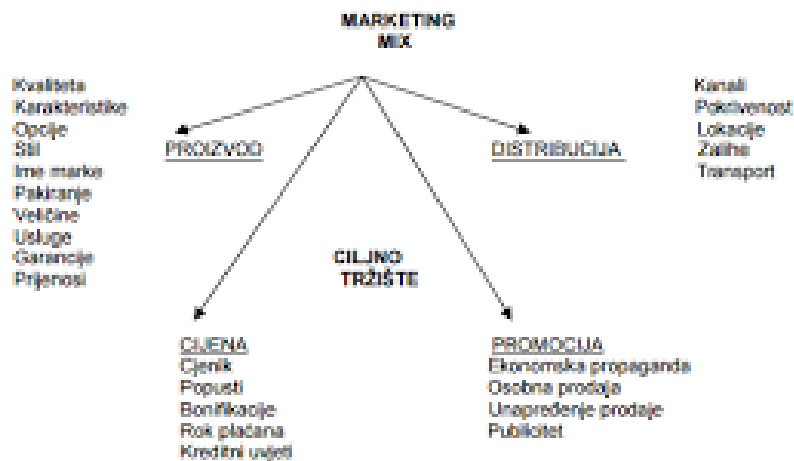 MARKETING
MIX
Kvaliteta
Karakteristike
Opcije
Stil
Ime marke
Pakiranje
Veličine
Usluge
Garancije
Prijenosi
PROIZVOD
DISTRIBUCIJA
Kanali
Pokrivenost
Lokacije
Zalihe
Transport
CILJNO
TRŽIŠTE
CIJENA
Cjenik
Popusti
Bonifikacije
Rok plaćana
Kreditni uvjeti
PROMOCIJA
Ekonomska propaganda
Osobna prodaja
Unapređenje prodaje
Publicitet